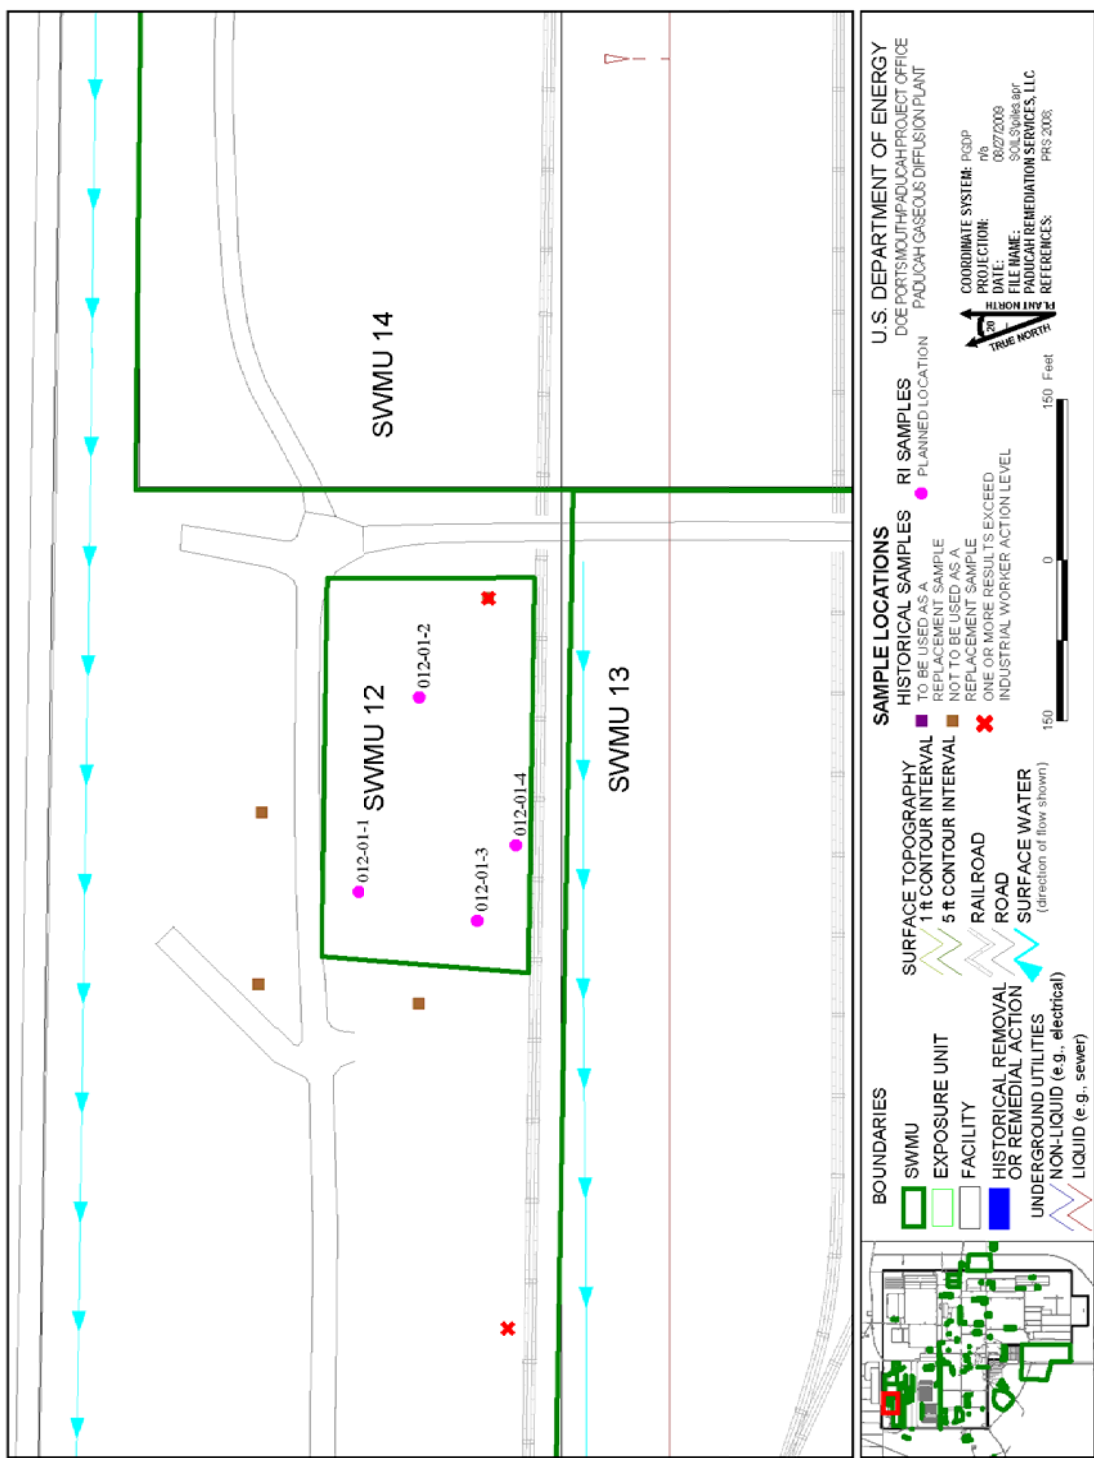 SWMU 14
SWMU 12
SWMU 13
012-01-1
012-01-2
012-01-3
012-01-4
BOUNDARIES
SWMU
EXPOSURE UNIT
FACILITY
HISTORICAL REMOVAL
OR REMEDIAL ACTION
UNDERGROUND UTILITIES
NON-LIQUID (e.g., electrical)
LIQUID (e.g., sewer)
SURFACE TOPOGRAPHY
1 ft CONTOUR INTERVAL
5 ft CONTOUR INTERVAL
RAILROAD
ROAD
SURFACE WATER
(direction of flow shown)
SAMPLE LOCATIONS
HISTORICAL SAMPLES
TO BE USED AS A
REPLACEMENT SAMPLE
NOT TO BE USED AS A
REPLACEMENT SAMPLE
ONE OR MORE RESULTS EXCEED
INDUSTRIAL WORKER ACTION LEVEL
RI SAMPLES
PLANNED LOCATION
150 0 150 Feet
U.S. DEPARTMENT OF ENERGY
DOE PORTSMOUTH/PADUCAH PROJECT OFFICE
PADUCAH GASEOUS DIFFUSION PLANT
TRUE NORTH
20
PLANT NORTH
COORDINATE SYSTEM: PGDP
PROJECTION: n/a
DATE: 08/27/2009
FILE NAME: SOILS\piles.apr
PADUCAH REMEDIATION SERVICES, LLC
REFERENCES: PRS 2008;